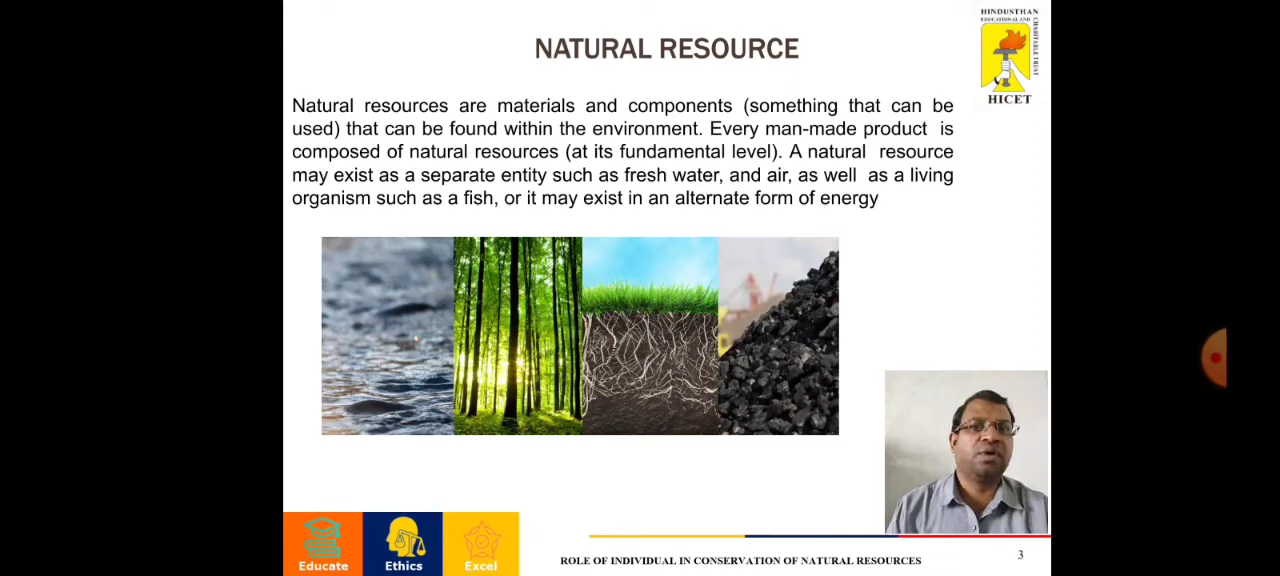 HINDUSTHAN
EDUCATIONAL AND
CHARITABLE TRUST
HICET
NATURAL RESOURCE
Natural resources are materials and components (something that can be
used) that can be found within the environment. Every man-made product is
composed of natural resources (at its fundamental level). A natural resource
may exist as a separate entity such as fresh water, and air, as well as a living
organism such as a fish, or it may exist in an alternate form of energy
Educate
Ethics
Excel
ROLE OF INDIVIDUAL IN CONSERVATION OF NATURAL RESOURCES
3